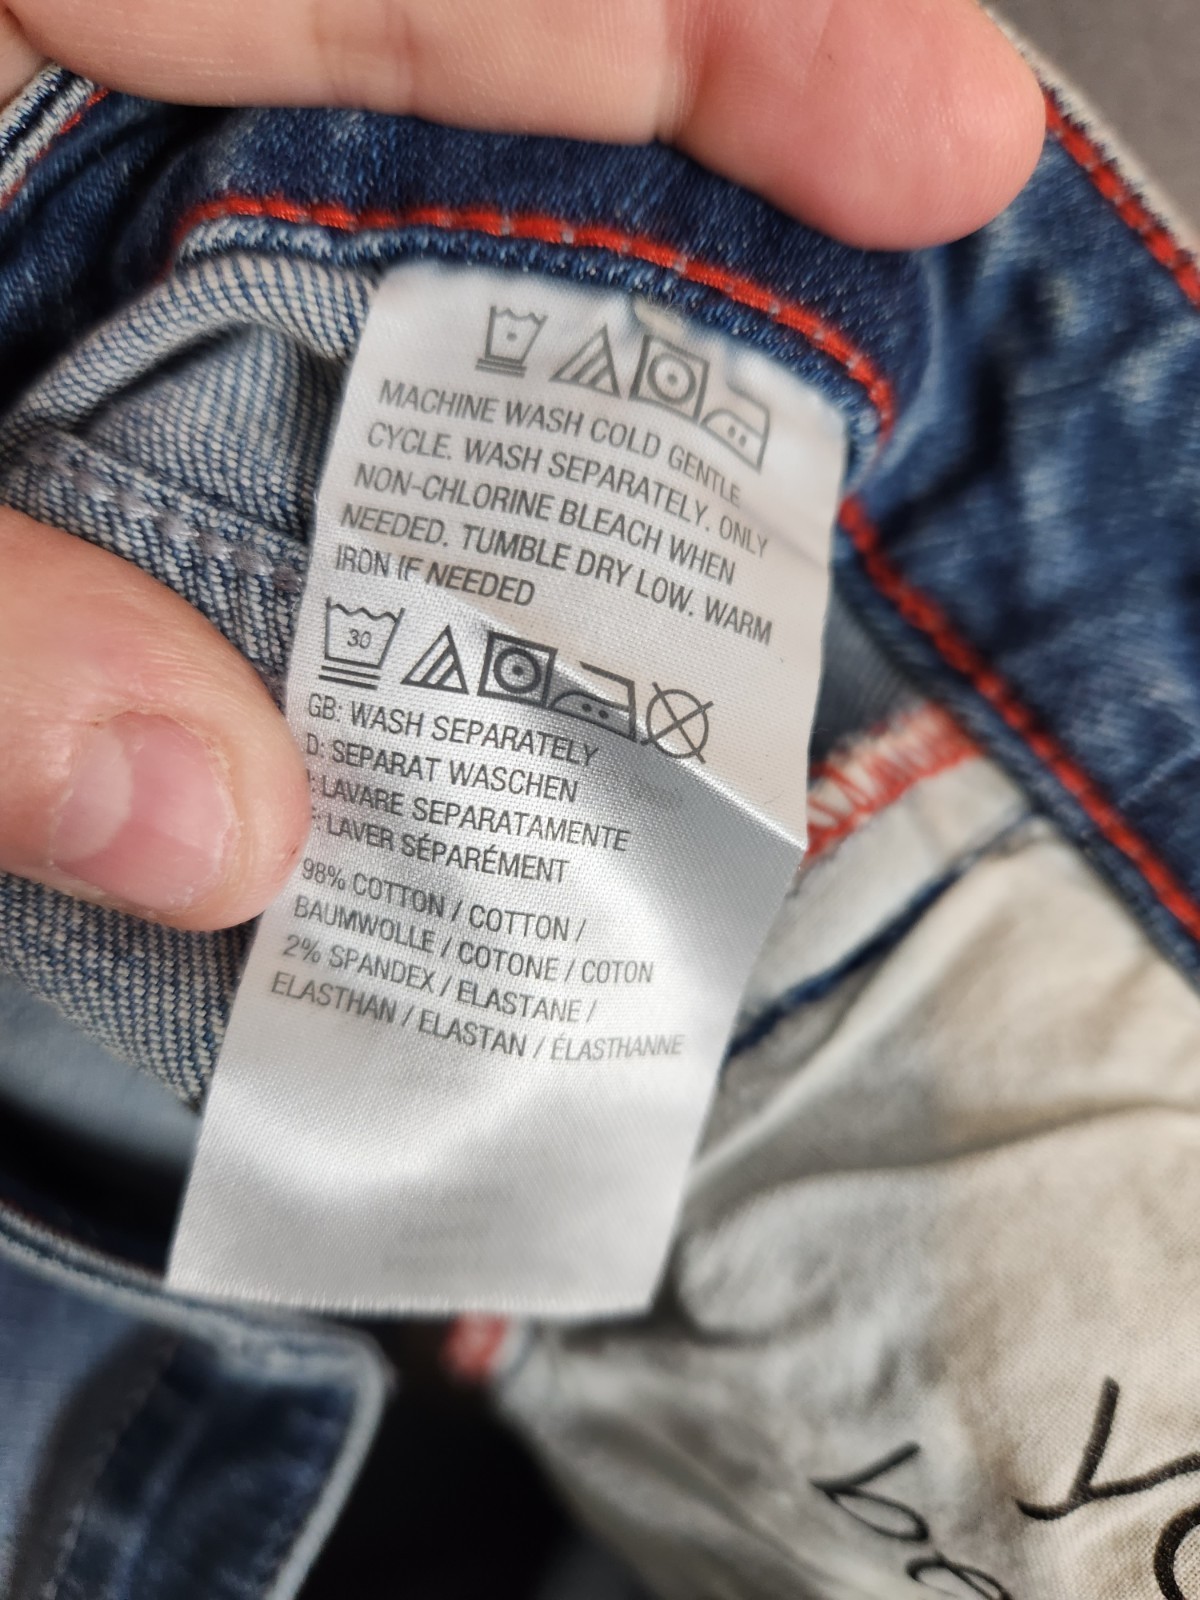 MACHINE WASH COLD GENTLE
CYCLE. WASH SEPARATELY. ONLY
NON-CHLORINE BLEACH WHEN
NEEDED. TUMBLE DRY LOW. WARM
IRON IF NEEDED
30
GB: WASH SEPARATELY
D: SEPARAT WASCHEN
I: LAVARE SEPARATAMENTE
F: LAVER SÉPARÉMENT
98% COTTON / COTTON /
BAUMWOLLE / COTONE / COTON
2% SPANDEX / ELASTANE /
ELASTHAN / ELASTAN / ÉLASTHANNE